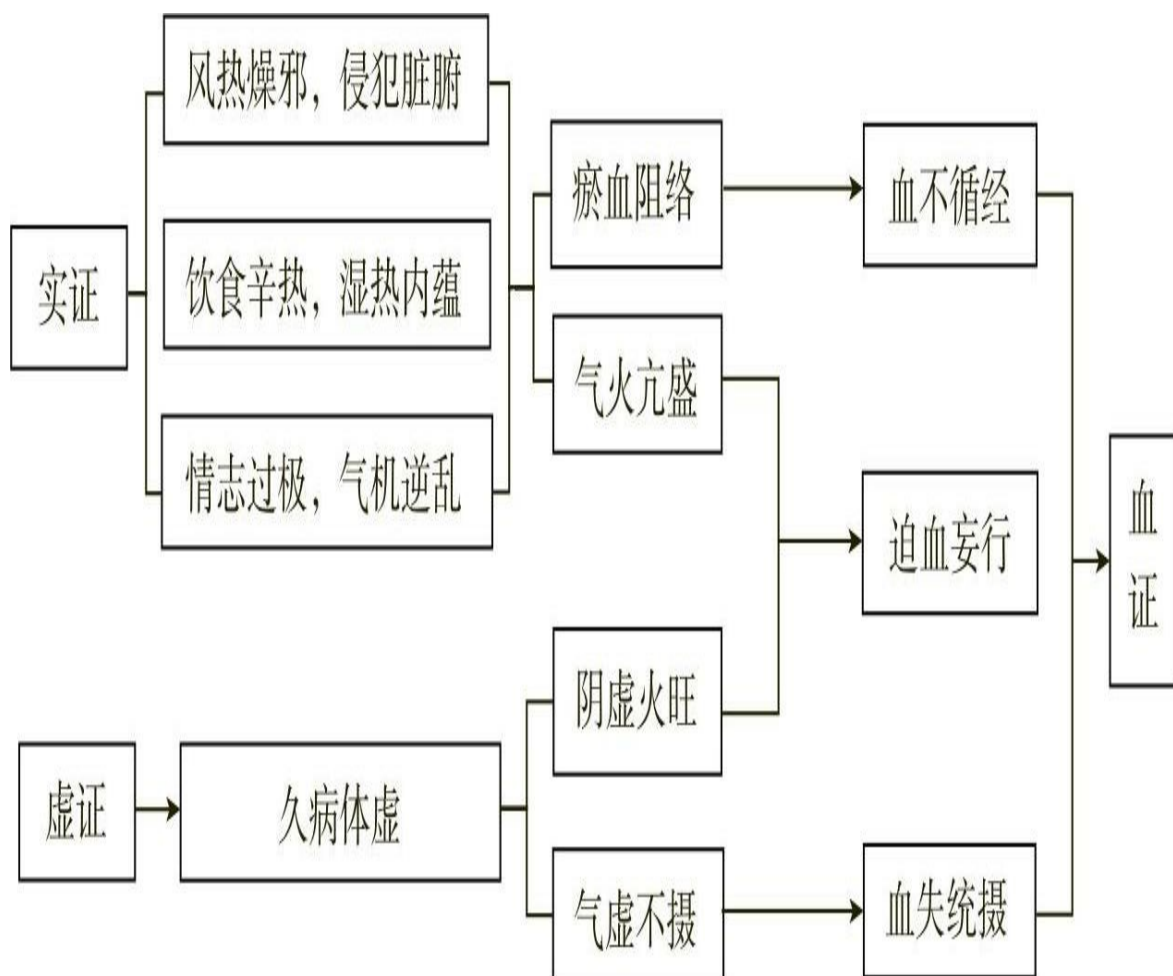 实证
风热燥邪，侵犯脏腑
饮食辛热，湿热内蕴
情志过极，气机逆乱
瘀血阻络
气火亢盛
血不循经
迫血妄行
虚证
久病体虚
阴虚火旺
气虚不摄
血失统摄
血
证